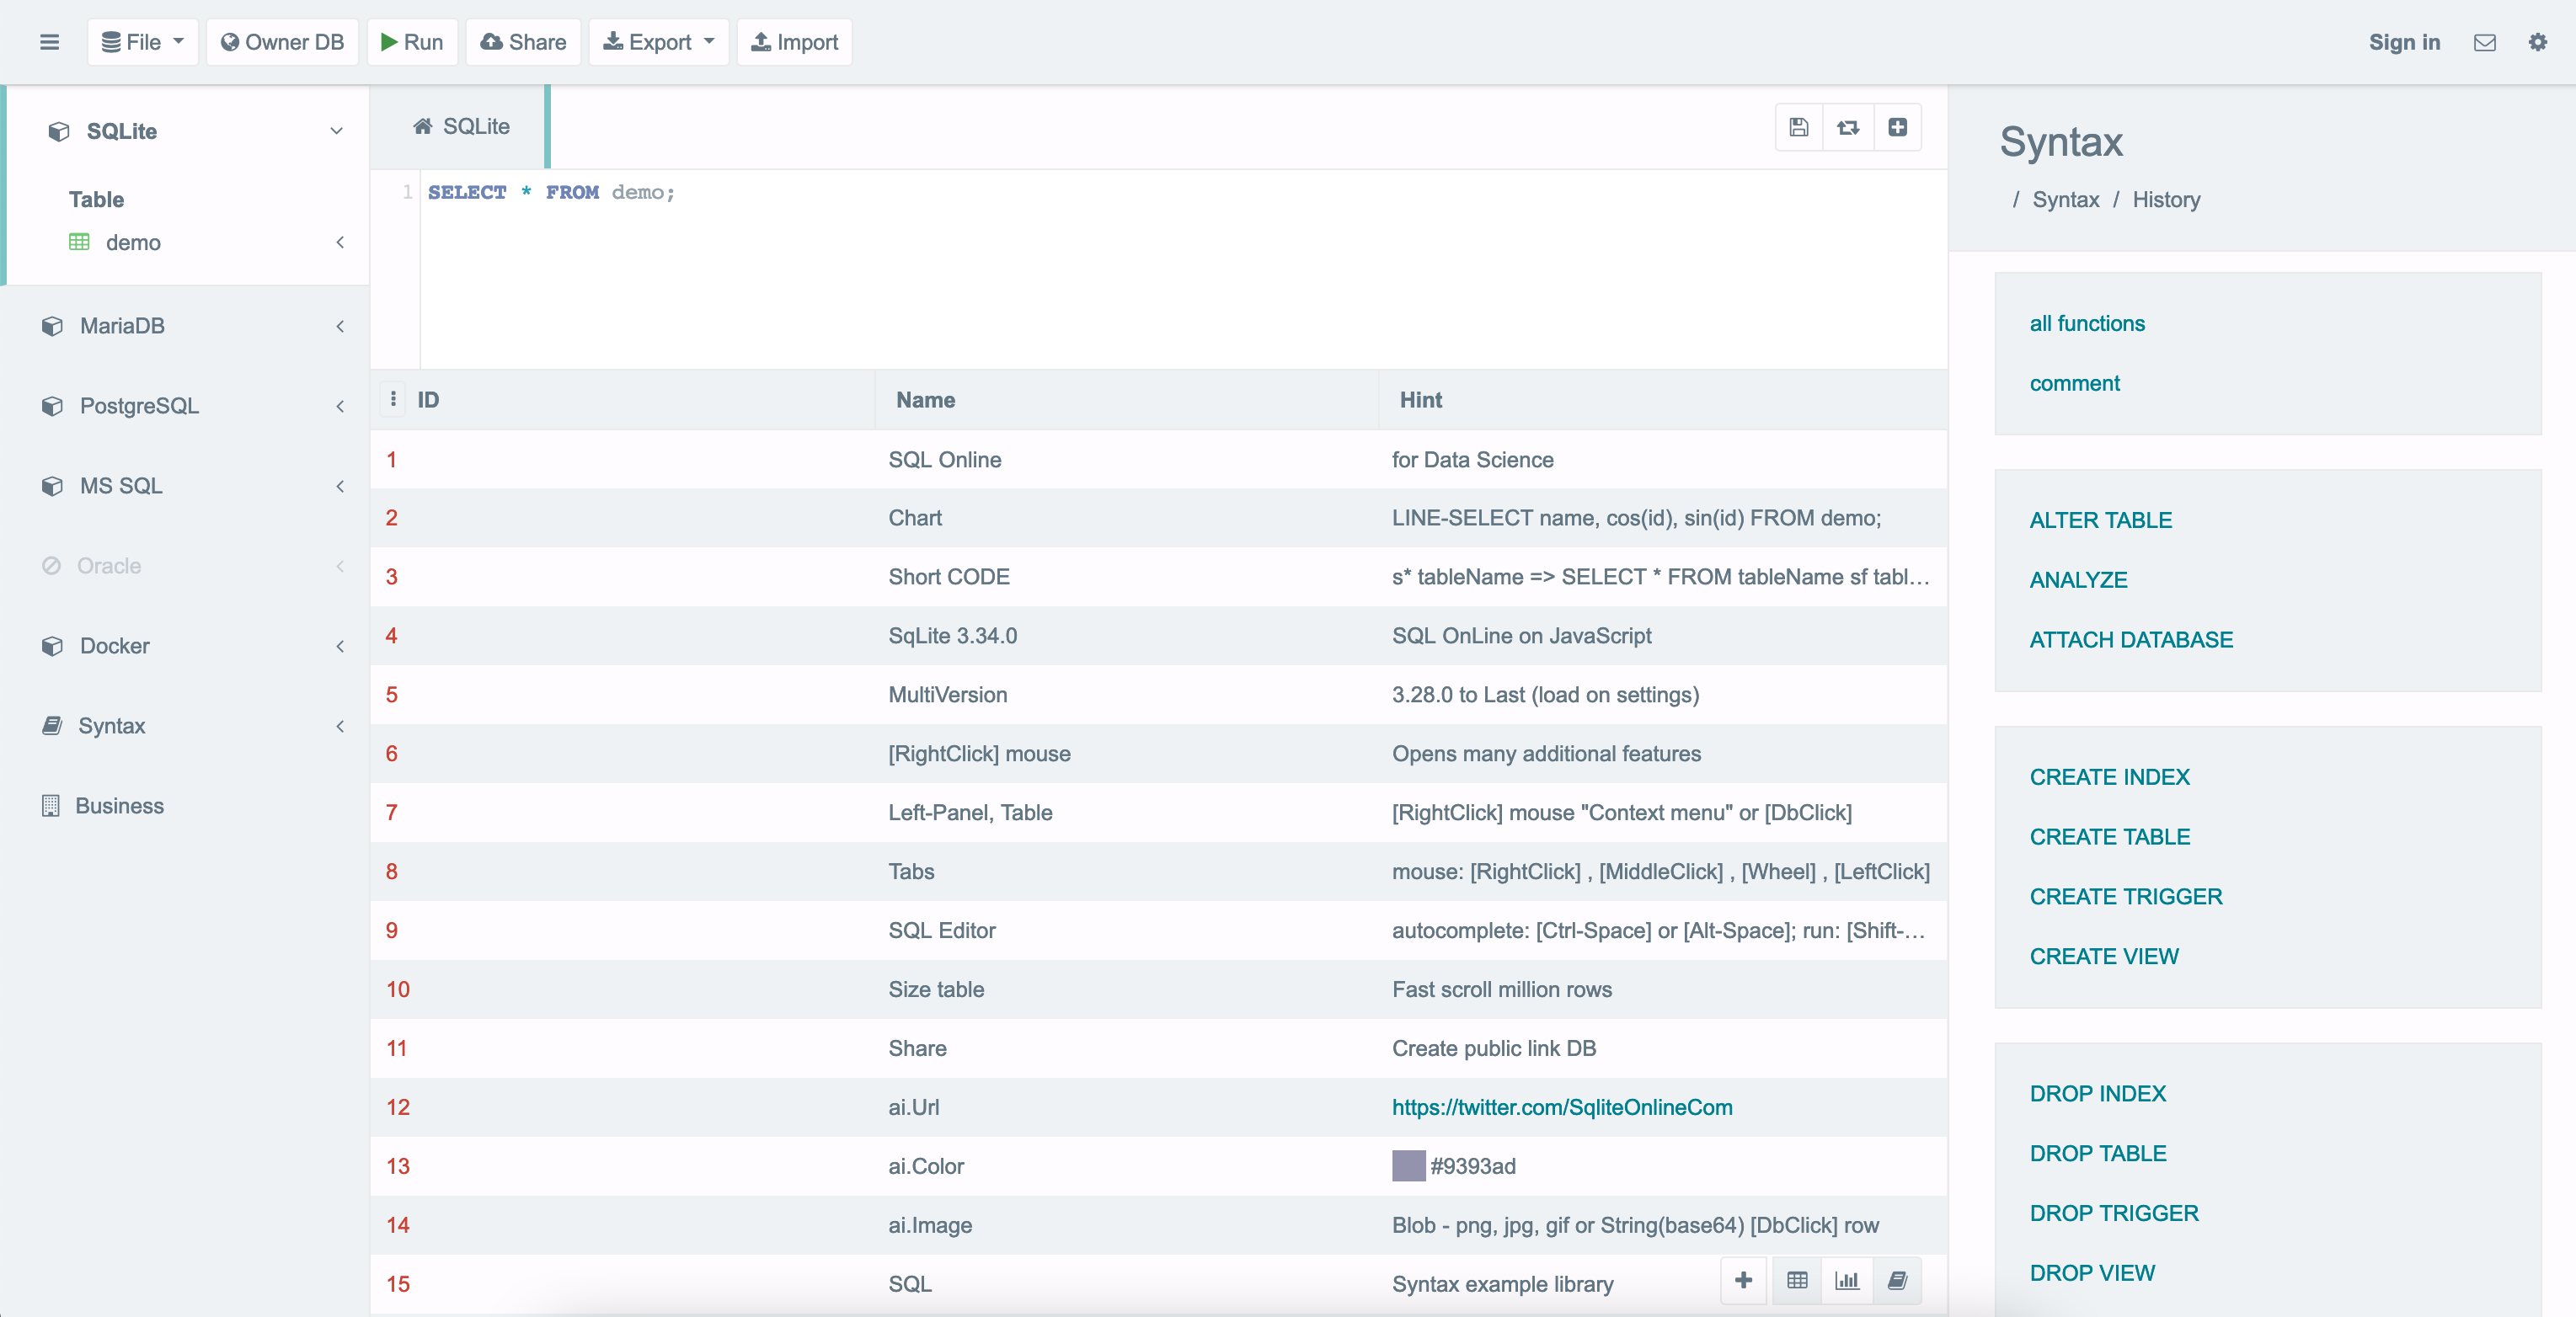 File Owner DB Run Share Export Import Sign in
SQLite
Table
demo
MariaDB
PostgreSQL
MS SQL
Oracle
Docker
Syntax
Business
SQLite
1 SELECT * FROM demo;
ID Name Hint
1 SQL Online for Data Science
2 Chart LINE-SELECT name, cos(id), sin(id) FROM demo;
3 Short CODE s* tableName => SELECT * FROM tableName sf tabl...
4 SqLite 3.34.0 SQL OnLine on JavaScript
5 MultiVersion 3.28.0 to Last (load on settings)
6 [RightClick] mouse Opens many additional features
7 Left-Panel, Table [RightClick] mouse "Context menu" or [DbClick]
8 Tabs mouse: [RightClick] , [MiddleClick] , [Wheel] , [LeftClick]
9 SQL Editor autocomplete: [Ctrl-Space] or [Alt-Space]; run: [Shift-...
10 Size table Fast scroll million rows
11 Share Create public link DB
12 ai.Url https://twitter.com/SqliteOnlineCom
13 ai.Color #9393ad
14 ai.Image Blob - png, jpg, gif or String(base64) [DbClick] row
15 SQL Syntax example library
Syntax
/ Syntax / History
all functions
comment
ALTER TABLE
ANALYZE
ATTACH DATABASE
CREATE INDEX
CREATE TABLE
CREATE TRIGGER
CREATE VIEW
DROP INDEX
DROP TABLE
DROP TRIGGER
DROP VIEW